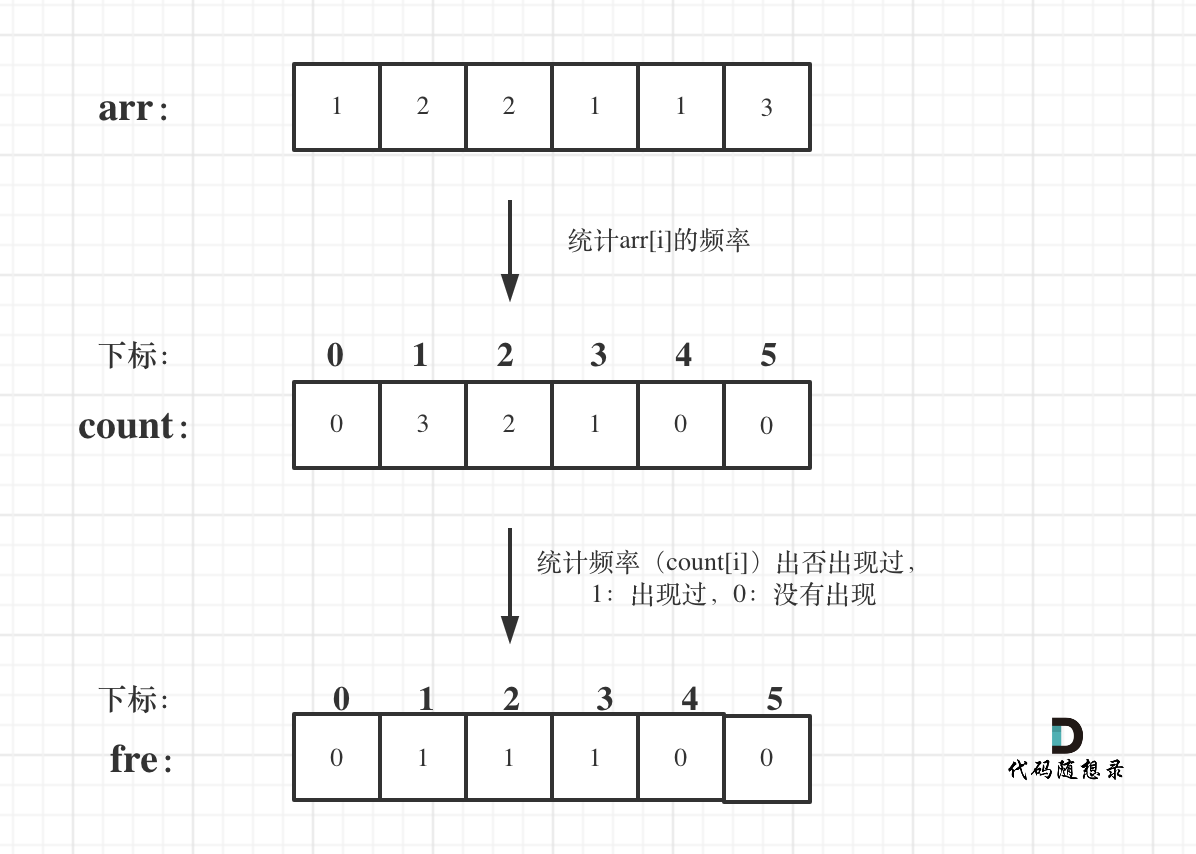 arr: 1 2 2 1 1 3
统计arr[i]的频率
下标: 0 1 2 3 4 5
count: 0 3 2 1 0 0
统计频率（count[i]）出否出现过，
1：出现过，0：没有出现
下标: 0 1 2 3 4 5
fre: 0 1 1 1 0 0
代码随想录